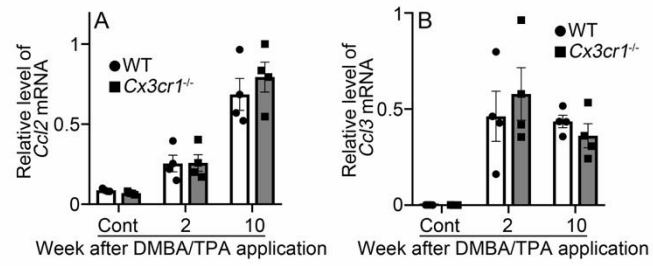 A
WT
Cx3cr1-/-
Relative level of
Ccl2 mRNA
1
0.5
0
Cont 2 10
Week after DMBA/TPA application
B
WT
Cx3cr1-/-
Relative level of
Ccl3 mRNA
1
0.5
0
Cont 2 10
Week after DMBA/TPA application